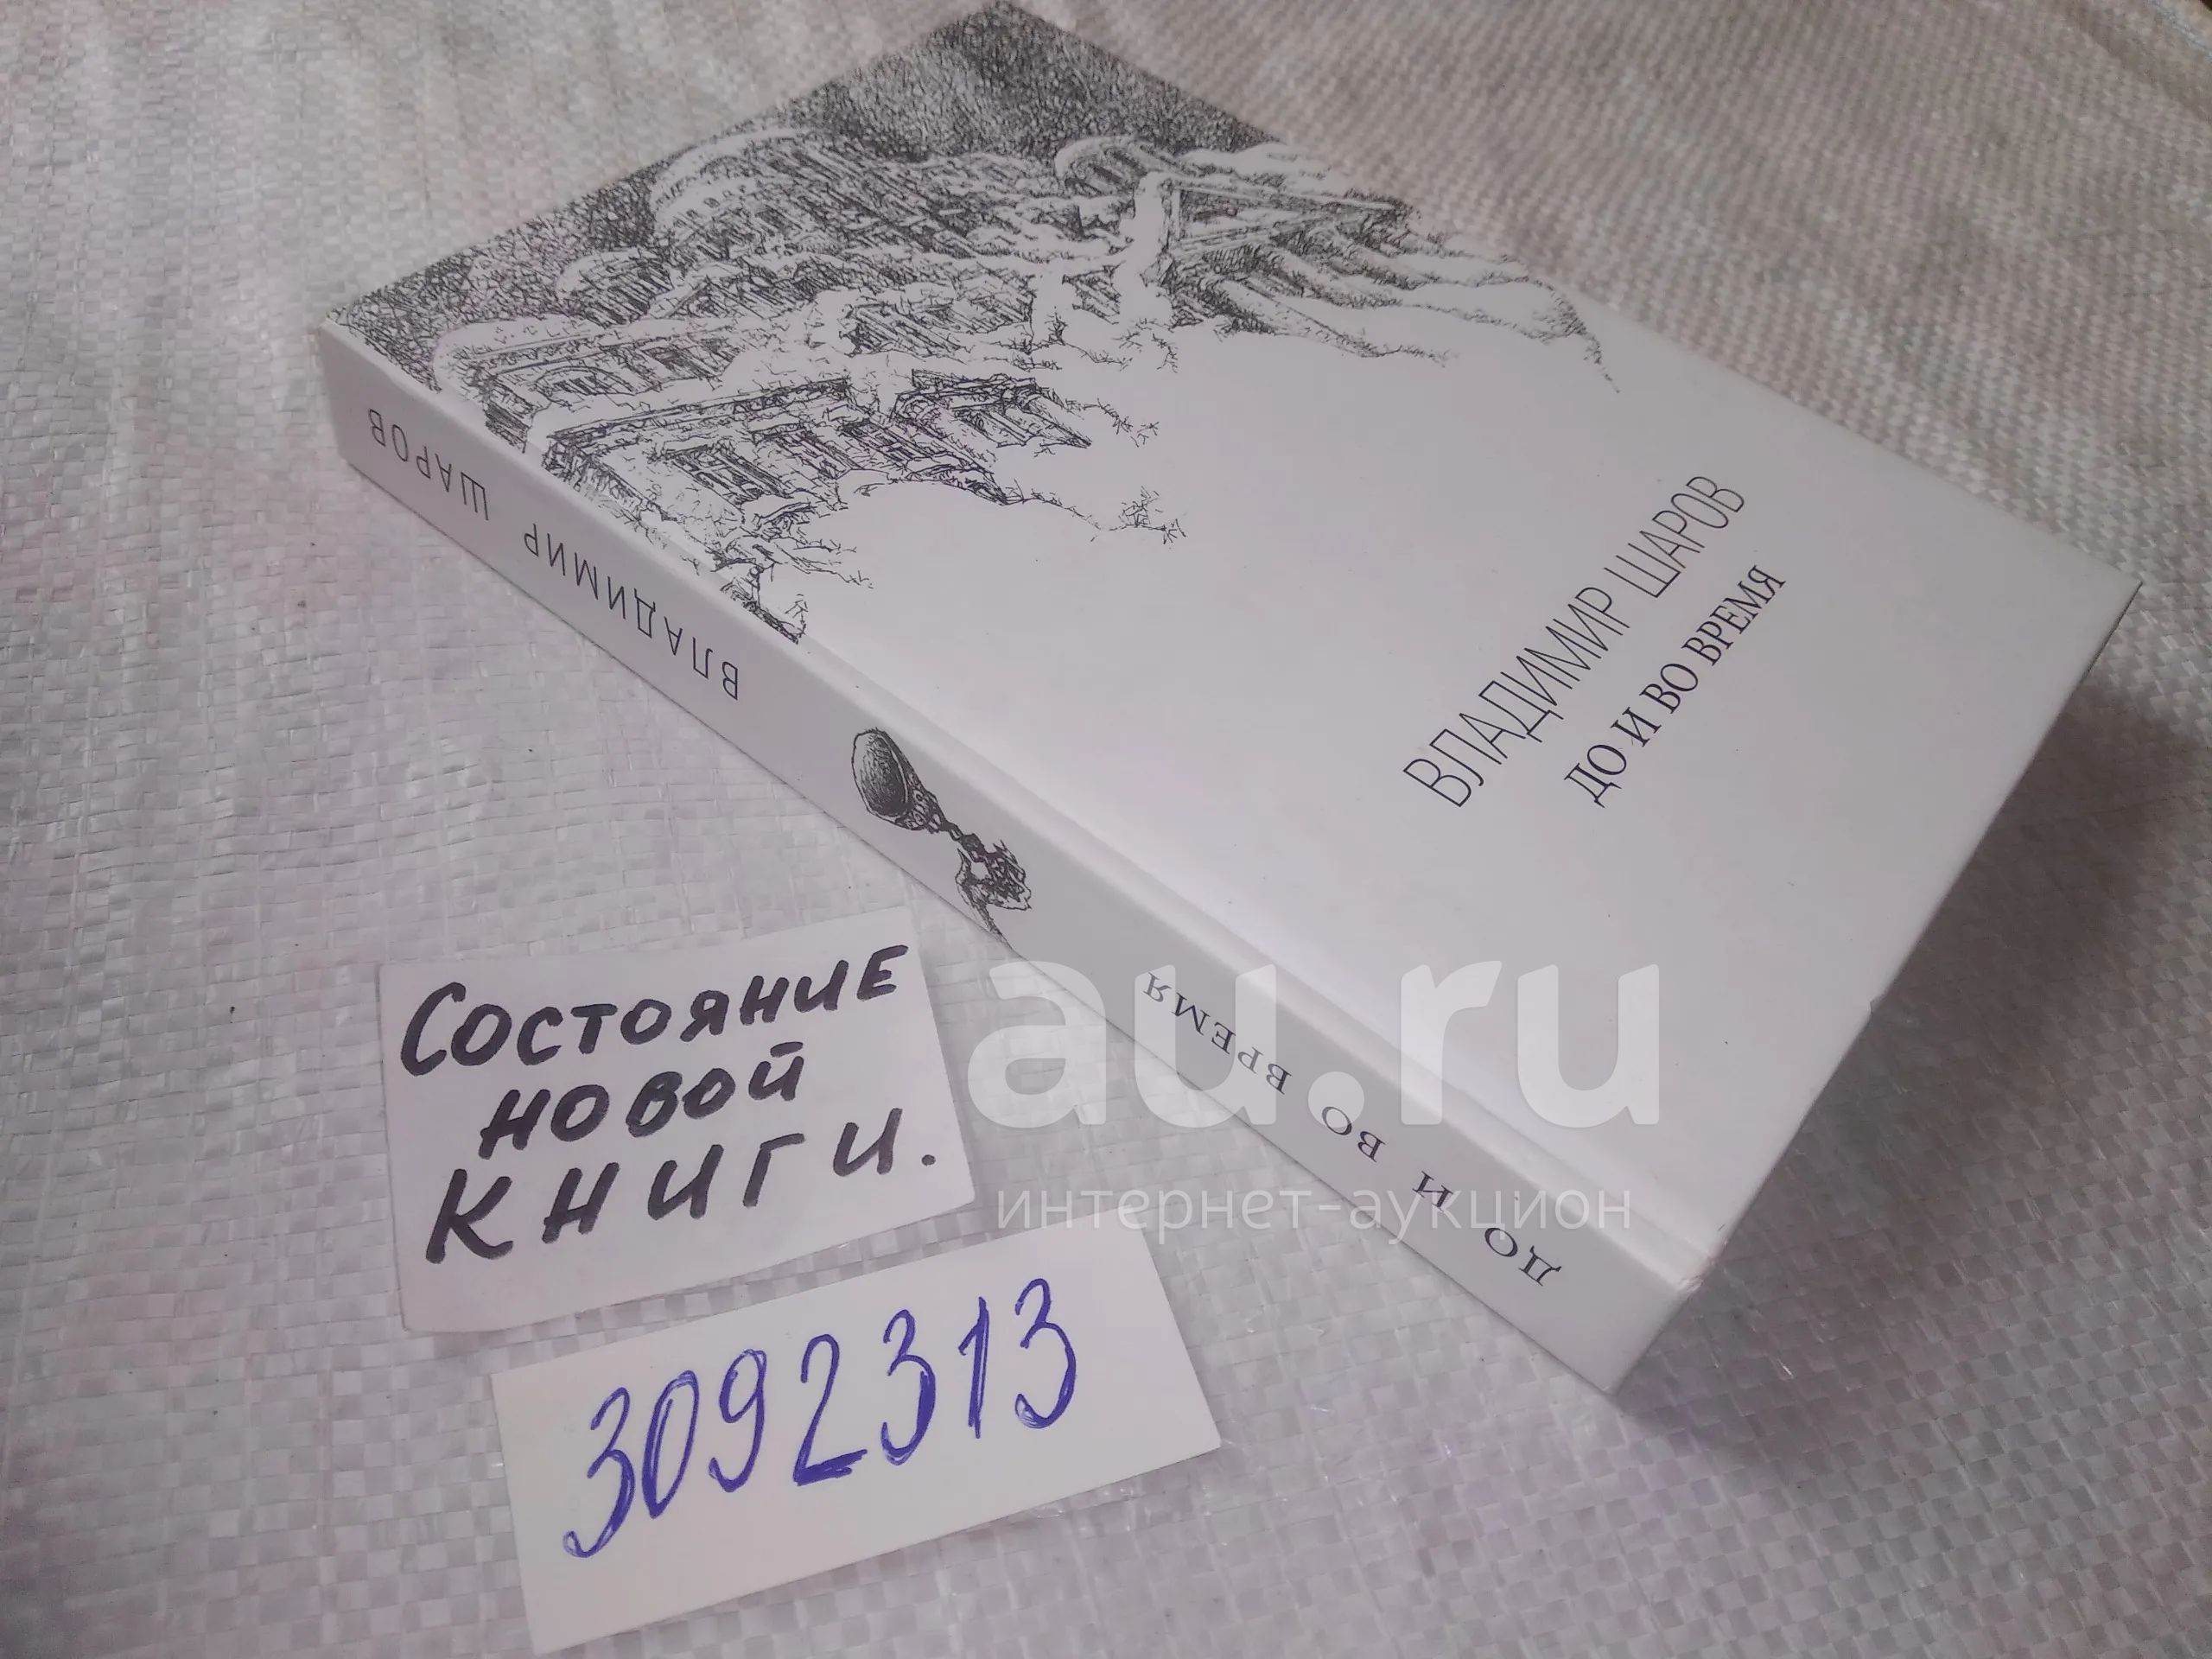 ВЛАДИМИР ШАРОВ
ДО И ВО ВРЕМЯ
ДО И ВО ВРЕМЯ
ВЛАДИМИР ШАРОВ
au.ru
интернет-аукцион
Состояние
новой
книги.
3092313